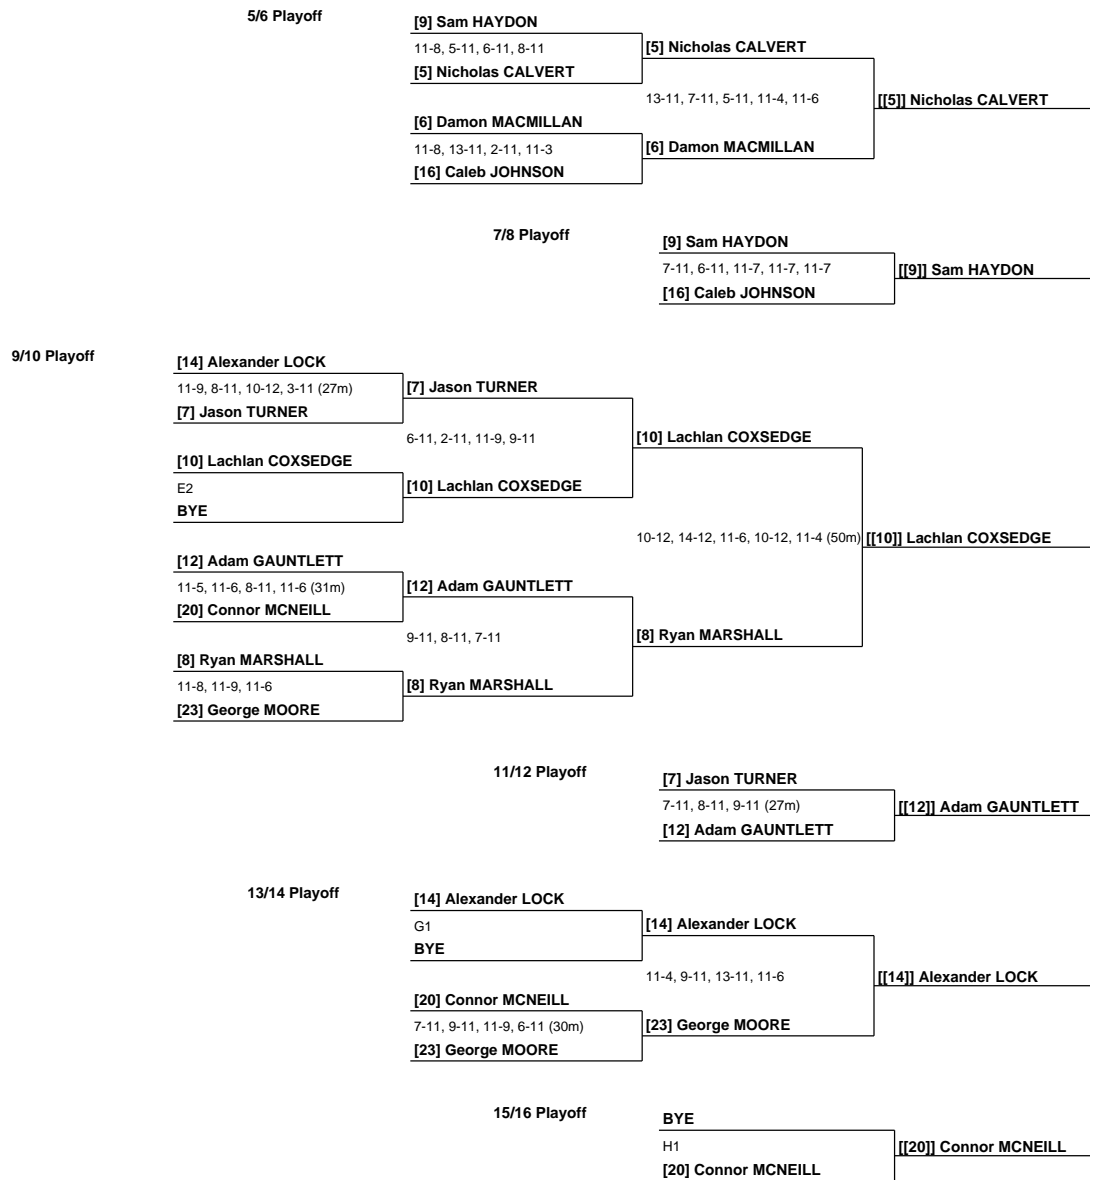 5/6 Playoff
[9] Sam HAYDON
11-8, 5-11, 6-11, 8-11
[5] Nicholas CALVERT
[5] Nicholas CALVERT
13-11, 7-11, 5-11, 11-4, 11-6
[[5]] Nicholas CALVERT
[6] Damon MACMILLAN
11-8, 13-11, 2-11, 11-3
[6] Damon MACMILLAN
[16] Caleb JOHNSON
7/8 Playoff
[9] Sam HAYDON
7-11, 6-11, 11-7, 11-7, 11-7
[[9]] Sam HAYDON
[16] Caleb JOHNSON
9/10 Playoff
[14] Alexander LOCK
11-9, 8-11, 10-12, 3-11 (27m)
[7] Jason TURNER
[7] Jason TURNER
6-11, 2-11, 11-9, 9-11
[10] Lachlan COXSEDGE
[10] Lachlan COXSEDGE
E2
[10] Lachlan COXSEDGE
BYE
10-12, 14-12, 11-6, 10-12, 11-4 (50m)
[[10]] Lachlan COXSEDGE
[12] Adam GAUNTLETT
11-5, 11-6, 8-11, 11-6 (31m)
[12] Adam GAUNTLETT
[20] Connor MCNEILL
9-11, 8-11, 7-11
[8] Ryan MARSHALL
[8] Ryan MARSHALL
11-8, 11-9, 11-6
[8] Ryan MARSHALL
[23] George MOORE
11/12 Playoff
[7] Jason TURNER
7-11, 8-11, 9-11 (27m)
[[12]] Adam GAUNTLETT
[12] Adam GAUNTLETT
13/14 Playoff
[14] Alexander LOCK
G1
[14] Alexander LOCK
BYE
11-4, 9-11, 13-11, 11-6
[[14]] Alexander LOCK
[20] Connor MCNEILL
7-11, 9-11, 11-9, 6-11 (30m)
[23] George MOORE
[23] George MOORE
15/16 Playoff
BYE
H1
[[20]] Connor MCNEILL
[20] Connor MCNEILL